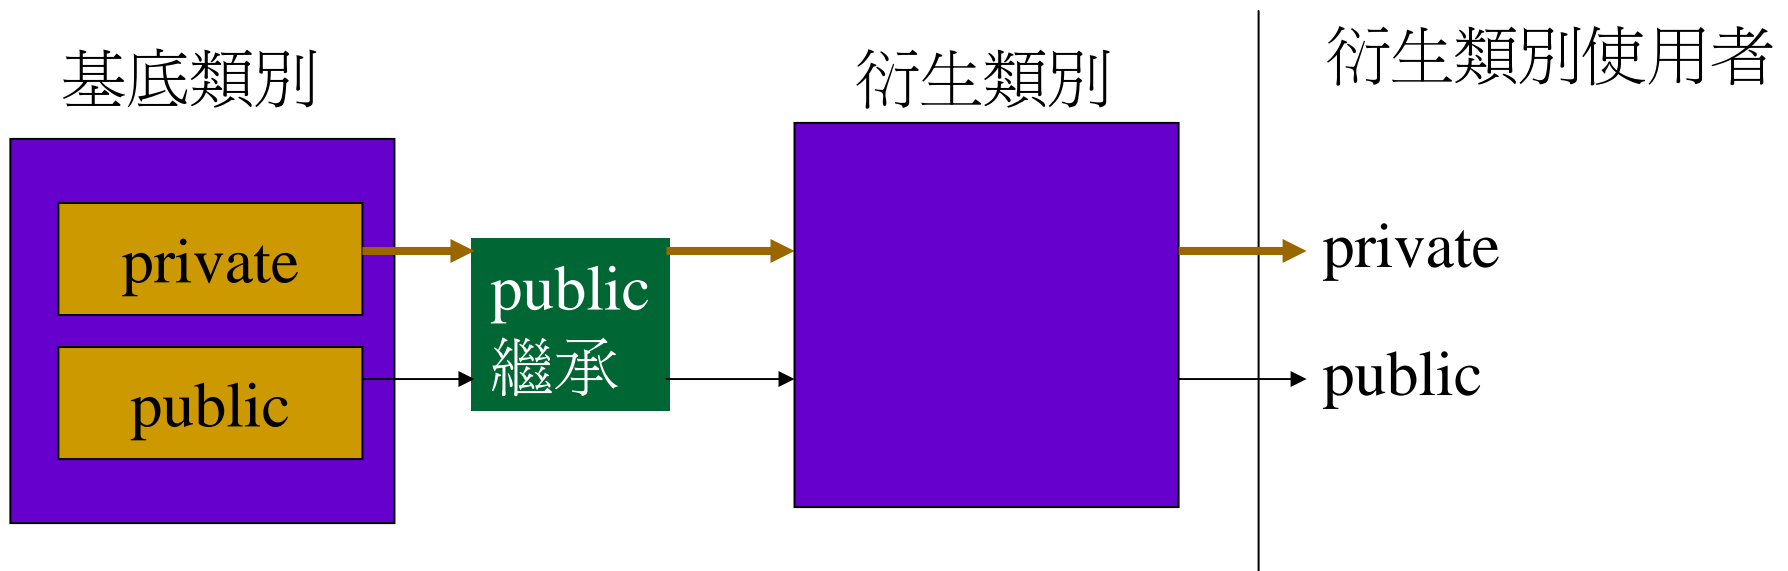 基底類別
衍生類別
衍生類別使用者
private
public
繼承
private
public
private
public